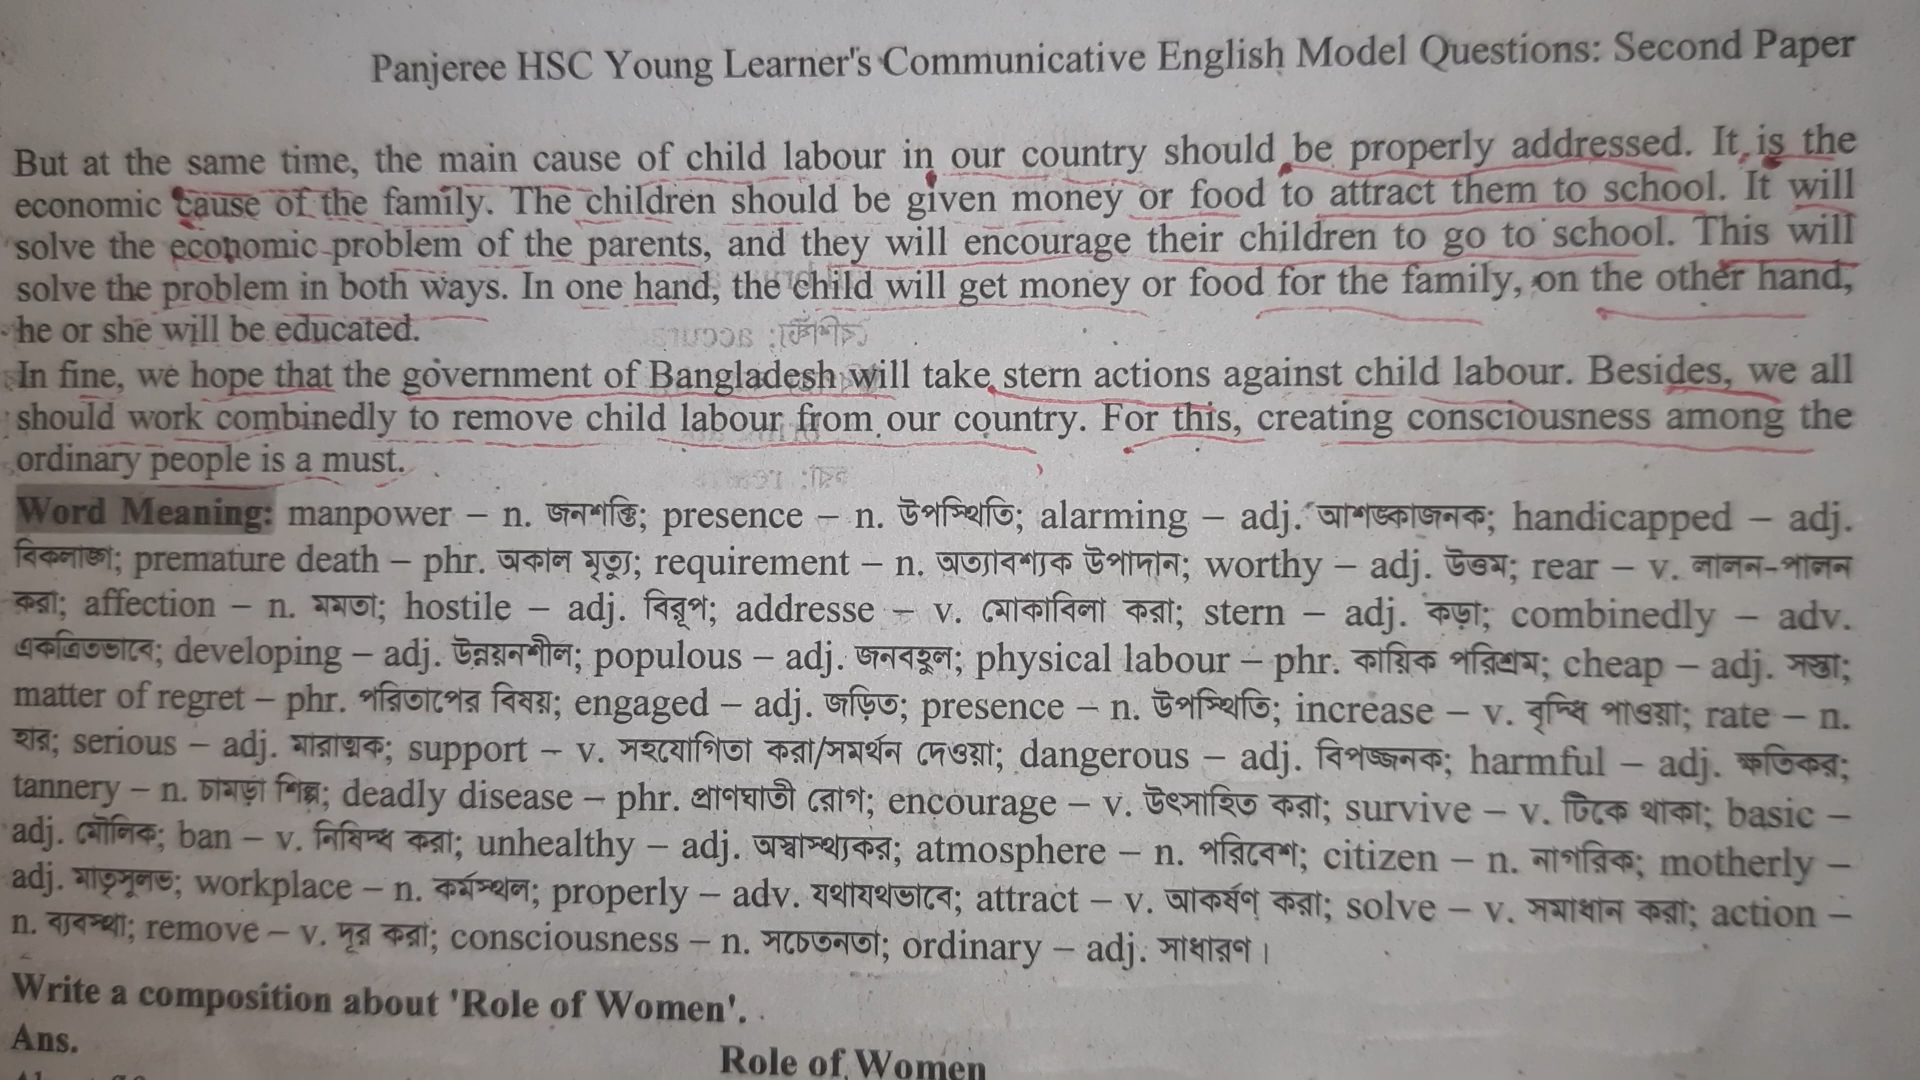 Panjeree HSC Young Learner's Communicative English Model Questions: Second Paper
But at the same time, the main cause of child labour in our country should be properly addressed. It is the
economic cause of the family. The children should be given money or food to attract them to school. It will
solve the economic problem of the parents, and they will encourage their children to go to school. This will
solve the problem in both ways. In one hand, the child will get money or food for the family, on the other hand,
he or she will be educated.
In fine, we hope that the government of Bangladesh will take stern actions against child labour. Besides, we all
should work combinedly to remove child labour from our country. For this, creating consciousness among the
ordinary people is a must.
Word Meaning: manpower – n. জনশক্তি; presence – n. উপস্থিতি; alarming – adj. আশঙ্কাজনক; handicapped – adj.
বিকলাঙ্গ; premature death – phr. অকাল মৃত্যু; requirement – n. অত্যাবশ্যক উপাদান; worthy – adj. উত্তম; rear – v. লালন-পালন
করা; affection – n. মমতা; hostile – adj. বিরূপ; addresse – v. মোকাবিলা করা; stern – adj. কড়া; combinedly – adv.
একত্রিতভাবে; developing – adj. উন্নয়নশীল; populous – adj. জনবহুল; physical labour – phr. কায়িক পরিশ্রম; cheap – adj. সস্তা;
matter of regret – phr. পরিতাপের বিষয়; engaged – adj. জড়িত; presence – n. উপস্থিতি; increase – v. বৃদ্ধি পাওয়া; rate – n.
হার; serious – adj. মারাত্মক; support – v. সহযোগিতা করা/সমর্থন দেওয়া; dangerous – adj. বিপজ্জনক; harmful – adj. ক্ষতিকর;
tannery – n. চামড়া শিল্প; deadly disease – phr. প্রাণঘাতী রোগ; encourage – v. উৎসাহিত করা; survive – v. টিকে থাকা; basic –
adj. মৌলিক; ban – v. নিষিদ্ধ করা; unhealthy – adj. অস্বাস্থ্যকর; atmosphere – n. পরিবেশ; citizen – n. নাগরিক; motherly –
adj. মাতৃসুলভ; workplace – n. কর্মস্থল; properly – adv. যথাযথভাবে; attract – v. আকর্ষণ করা; solve – v. সমাধান করা; action –
n. ব্যবস্থা; remove – v. দূর করা; consciousness – n. সচেতনতা; ordinary – adj. সাধারণ।
Write a composition about 'Role of Women'.
Ans.
Role of Women